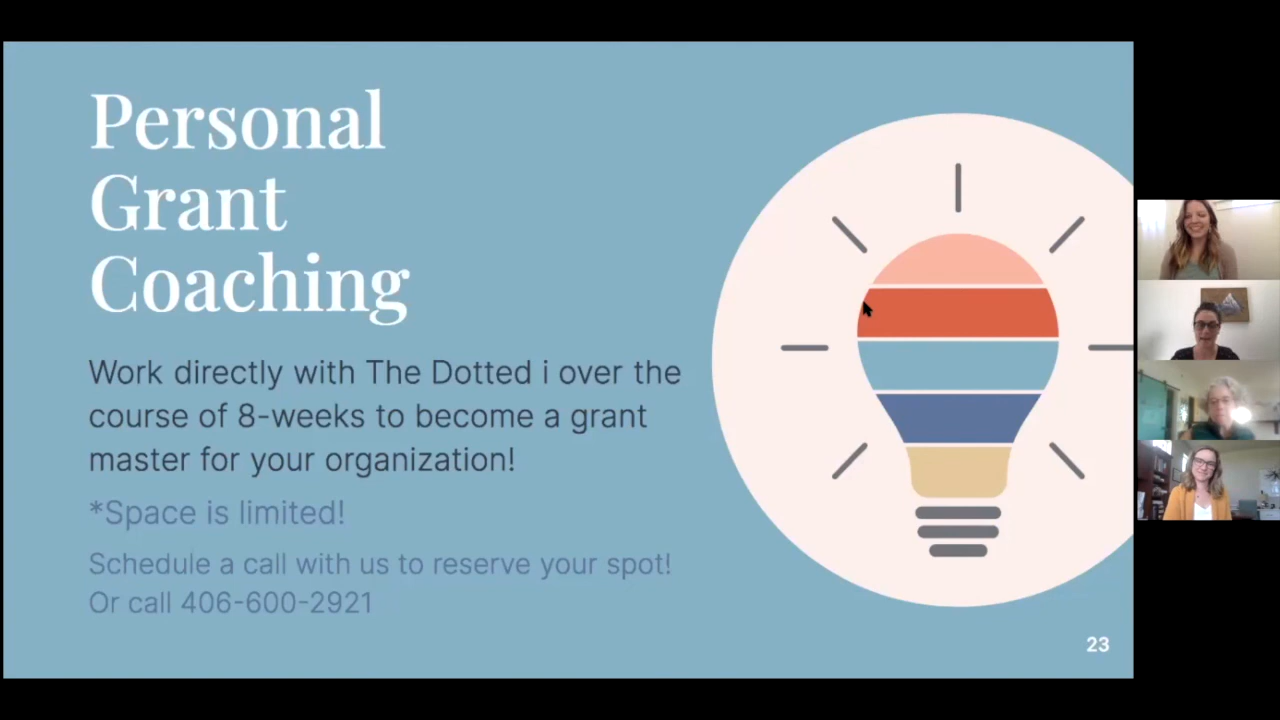 Personal
Grant
Coaching
Work directly with The Dotted i over the
course of 8-weeks to become a grant
master for your organization!
*Space is limited!
Schedule a call with us to reserve your spot!
Or call 406-600-2921
23